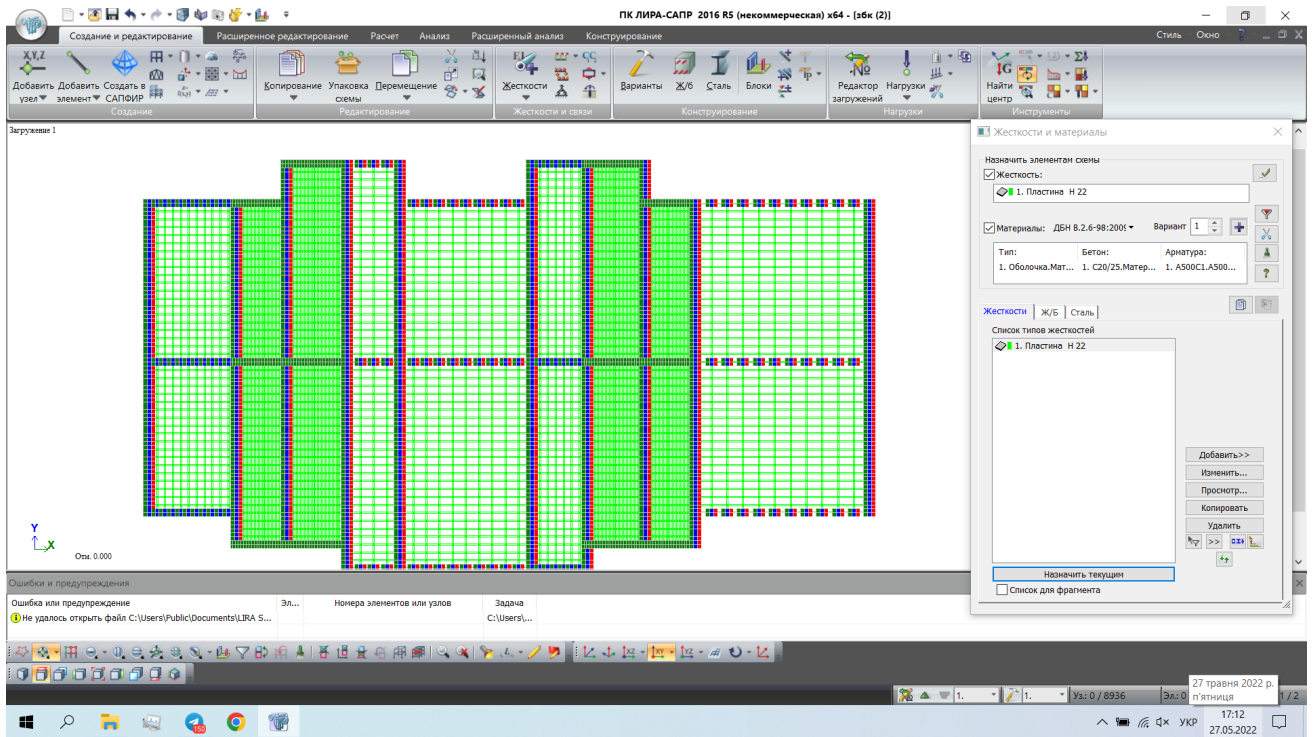 ПК ЛИРА-САПР 2016 R5 (некоммерческая) x64 - [збк (2)]
Создание и редактирование Расширенное редактирование Расчет Анализ Расширенный анализ Конструирование Стиль Окно
X,Y,Z
Добавить узел
Добавить элемент
Создать в САПФИР
Копирование
Упаковка схемы
Перемещение
Жесткости
Варианты
Ж/б
Сталь
Блоки
Редактор загружений
Нагрузки
Найти центр
Создание Редактирование Жесткости и связи Конструирование Нагрузки Инструменты
Загружение 1
Y
X
Отм. 0.000
Жесткости и материалы
Назначить элементам схемы
Жесткость:
1. Пластина H 22
Материалы: ДБН В.2.6-98:2009 Вариант 1
Тип: Бетон: Арматура:
1. Оболочка.Мат... 1. C20/25.Матер... 1. A500C1.A500...
Жесткости Ж/Б Сталь
Список типов жесткостей
1. Пластина H 22
Добавить>>
Изменить...
Просмотр...
Копировать
Удалить
>>
Назначить текущим
Список для фрагмента
Ошибки и предупреждения
Ошибка или предупреждение Эл... Номера элементов или узлов Задача
Не удалось открыть файл C:\Users\Public\Documents\LIRA S... C:\Users\...
1. 1. Уз.: 0 / 8936 Эл.: 0 1 / 2
27 травня 2022 р.
п'ятниця
150
УКР
17:12
27.05.2022